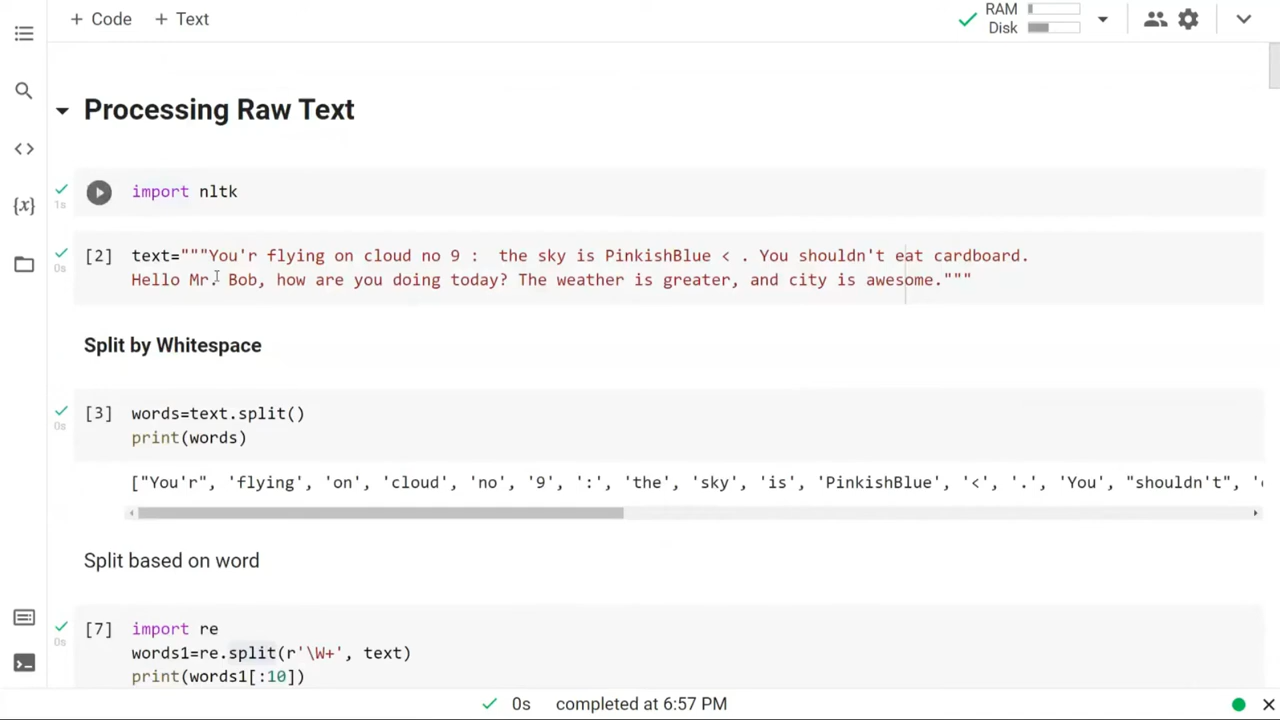 + Code + Text
RAM
Disk
Processing Raw Text
1s
import nltk
[2] text="""You'r flying on cloud no 9 :  the sky is PinkishBlue < . You shouldn't eat cardboard.
0s
Hello Mr. Bob, how are you doing today? The weather is greater, and city is awesome."""
Split by Whitespace
[3] words=text.split()
0s
print(words)
["You'r", 'flying', 'on', 'cloud', 'no', '9', ':', 'the', 'sky', 'is', 'PinkishBlue', '<', '.', 'You', "shouldn't", '
Split based on word
[7] import re
0s
words1=re.split(r'\W+', text)
print(words1[:10])
{x}
0s completed at 6:57 PM